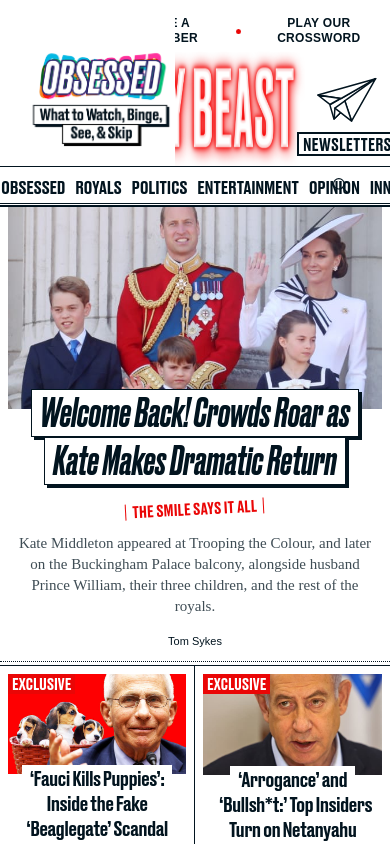 E A
BER
PLAY OUR
CROSSWORD
OBSESSED
What to Watch, Binge,
See, & Skip
Y BEAST
NEWSLETTERS
OBSESSED ROYALS POLITICS ENTERTAINMENT OPINION INN
Welcome Back! Crowds Roar as
Kate Makes Dramatic Return
THE SMILE SAYS IT ALL
Kate Middleton appeared at Trooping the Colour, and later
on the Buckingham Palace balcony, alongside husband
Prince William, their three children, and the rest of the
royals.
Tom Sykes
EXCLUSIVE
‘Fauci Kills Puppies’:
Inside the Fake
‘Beaglegate’ Scandal
EXCLUSIVE
‘Arrogance’ and
‘Bullsh*t:’ Top Insiders
Turn on Netanyahu